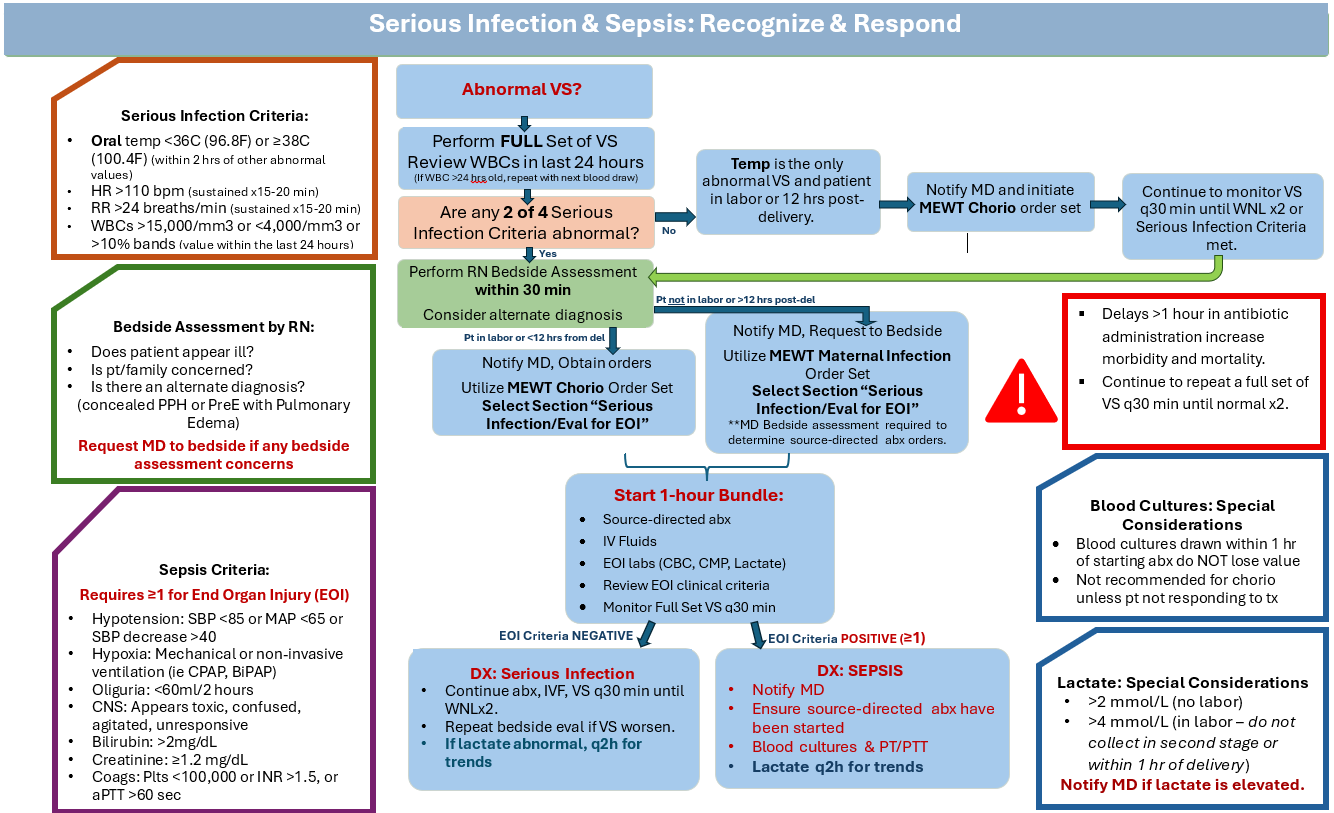 Serious Infection & Sepsis: Recognize & Respond
Serious Infection Criteria:
• Oral temp <36C (96.8F) or ≥38C
(100.4F) (within 2 hrs of other abnormal
values)
• HR >110 bpm (sustained x15-20 min)
• RR >24 breaths/min (sustained x15-20 min)
• WBCs >15,000/mm3 or <4,000/mm3 or
>10% bands (value within the last 24 hours)
Bedside Assessment by RN:
• Does patient appear ill?
• Is pt/family concerned?
• Is there an alternate diagnosis?
(concealed PPH or PreE with Pulmonary
Edema)
Request MD to bedside if any bedside
assessment concerns
Sepsis Criteria:
Requires ≥1 for End Organ Injury (EOI)
• Hypotension: SBP <85 or MAP <65 or
SBP decrease >40
• Hypoxia: Mechanical or non-invasive
ventilation (ie CPAP, BiPAP)
• Oliguria: <60ml/2 hours
• CNS: Appears toxic, confused,
agitated, unresponsive
• Bilirubin: >2mg/dL
• Creatinine: ≥1.2 mg/dL
• Coags: Plts <100,000 or INR >1.5, or
aPTT >60 sec
Abnormal VS?
Perform FULL Set of VS
Review WBCs in last 24 hours
(If WBC >24 hrs old, repeat with next blood draw)
Are any 2 of 4 Serious
Infection Criteria abnormal?
No
Temp is the only
abnormal VS and patient
in labor or 12 hrs post-
delivery.
Notify MD and initiate
MEWT Chorio order set
Continue to monitor VS
q30 min until WNL x2 or
Serious Infection Criteria
met.
Yes
Perform RN Bedside Assessment
within 30 min
Consider alternate diagnosis
Pt not in labor or >12 hrs post-del
Pt in labor or <12 hrs from del
Notify MD, Obtain orders
Utilize MEWT Chorio Order Set
Select Section “Serious
Infection/Eval for EOI”
Notify MD, Request to Bedside
Utilize MEWT Maternal Infection
Order Set
Select Section “Serious
Infection/Eval for EOI”
**MD Bedside assessment required to
determine source-directed abx orders.
Start 1-hour Bundle:
• Source-directed abx
• IV Fluids
• EOI labs (CBC, CMP, Lactate)
• Review EOI clinical criteria
• Monitor Full Set VS q30 min
EOI Criteria NEGATIVE
EOI Criteria POSITIVE (≥1)
DX: Serious Infection
• Continue abx, IVF, VS q30 min until
WNLx2.
• Repeat bedside eval if VS worsen.
• If lactate abnormal, q2h for
trends
DX: SEPSIS
• Notify MD
• Ensure source-directed abx have
been started
• Blood cultures & PT/PTT
• Lactate q2h for trends
▪ Delays >1 hour in antibiotic
administration increase
morbidity and mortality.
▪ Continue to repeat a full set of
VS q30 min until normal x2.
Blood Cultures: Special
Considerations
• Blood cultures drawn within 1 hr
of starting abx do NOT lose value
• Not recommended for chorio
unless pt not responding to tx
Lactate: Special Considerations
• >2 mmol/L (no labor)
• >4 mmol/L (in labor – do not
collect in second stage or
within 1 hr of delivery)
Notify MD if lactate is elevated.